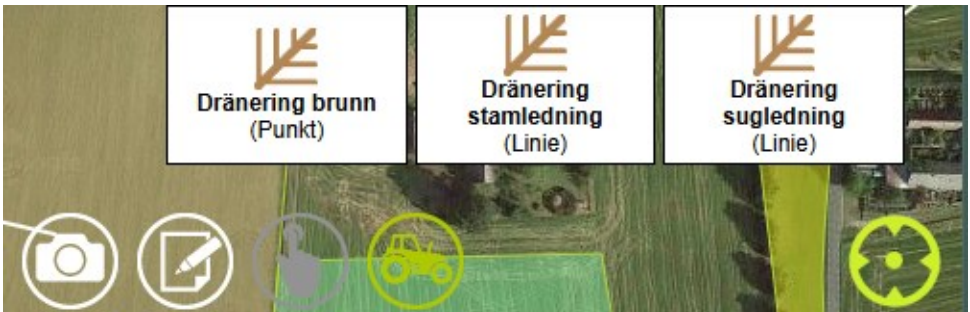 Dränering brunn
(Punkt)
Dränering
stamledning
(Linie)
Dränering
sugledning
(Linie)